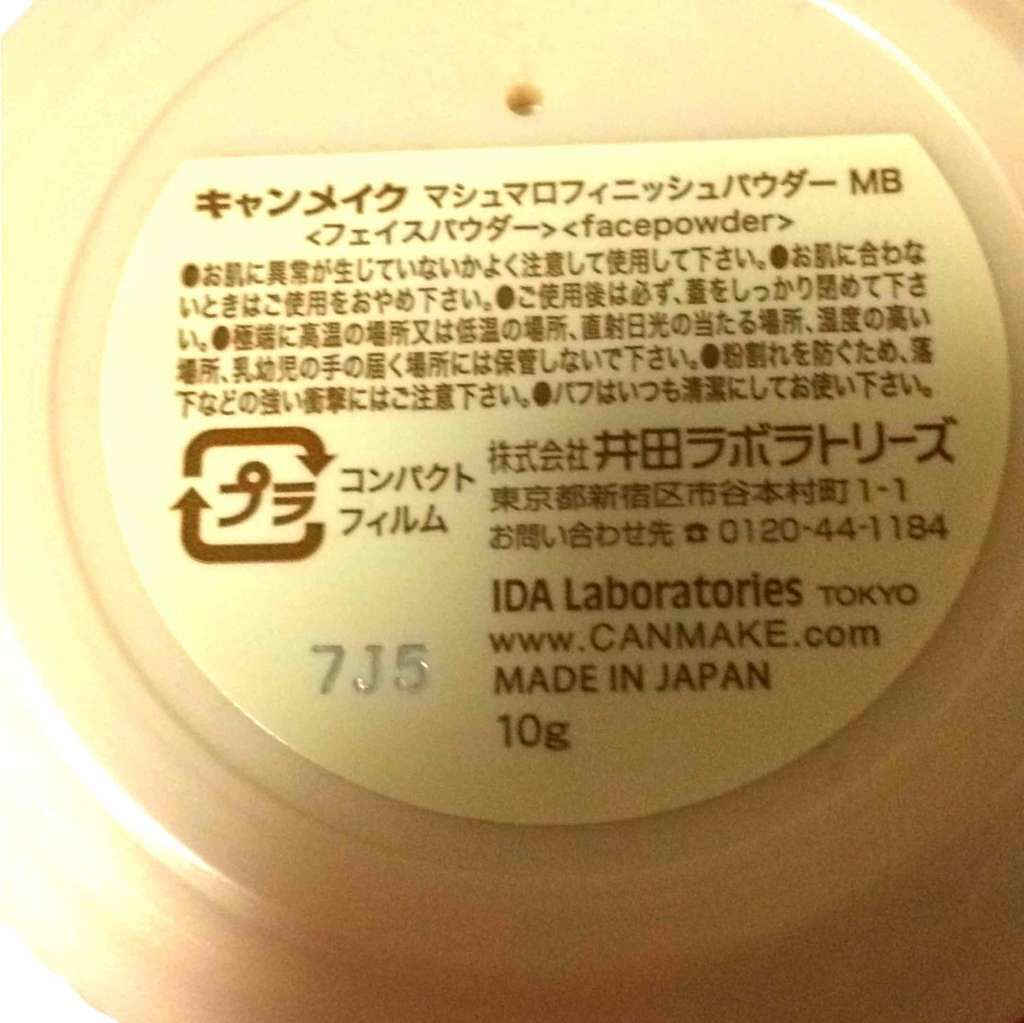 キャンメイク マシュマロフィニッシュパウダー MB
<フェイスパウダー><facepowder>
●お肌に異常が生じていないかよく注意して使用して下さい。●お肌に合わな
いときはご使用をおやめ下さい。●ご使用後は必ず、蓋をしっかり閉めて下さ
い。●極端に高温の場所又は低温の場所、直射日光の当たる場所、湿度の高い
場所、乳幼児の手の届く場所には保管しないで下さい。●粉割れを防ぐため、落
下などの強い衝撃にはご注意下さい。●パフはいつも清潔にしてお使い下さい。
プラ
コンパクト
フィルム
株式会社 井田ラボラトリーズ
東京都新宿区市谷本村町1-1
お問い合わせ先 ☎ 0120-44-1184
IDA Laboratories TOKYO
www.CANMAKE.com
MADE IN JAPAN
10g
7J5